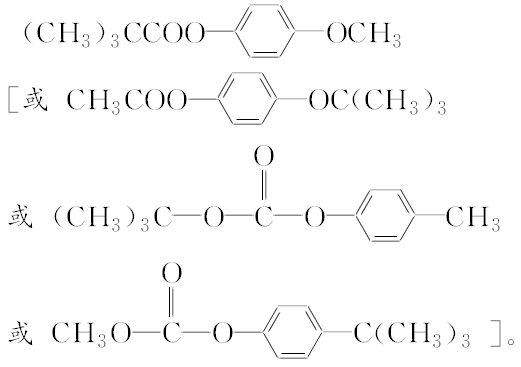 (CH₃)₃CCOO—OCH₃
[或 CH₃COO—OC(CH₃)₃
O
或 (CH₃)₃C—O—C—O—CH₃
O
或 CH₃O—C—O—C(CH₃)₃ ]。